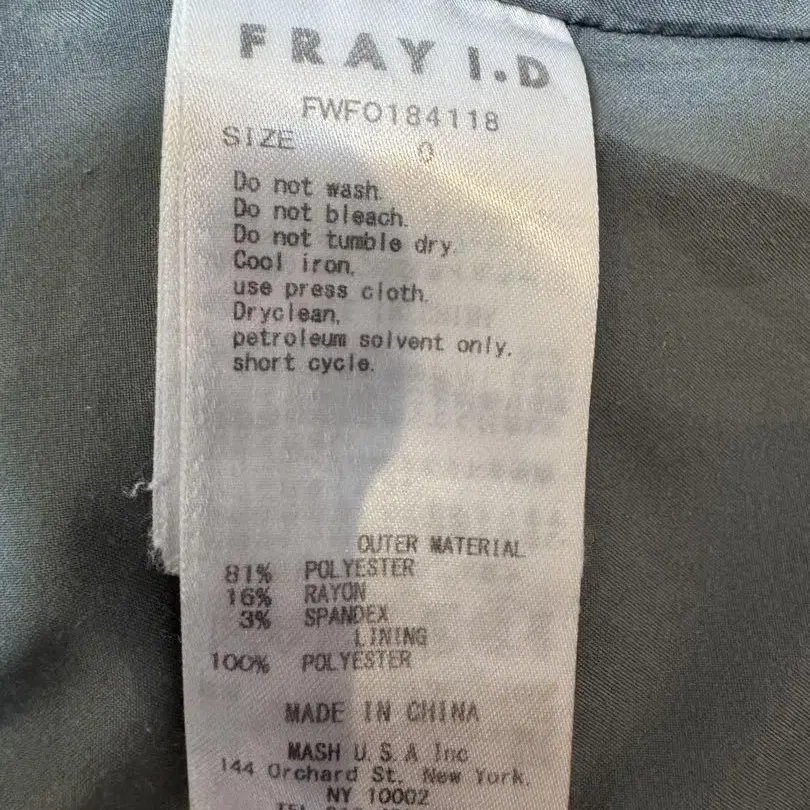 FRAY I.D
FWFO184118
SIZE 0
Do not wash.
Do not bleach.
Do not tumble dry.
Cool iron,
use press cloth.
Dryclean,
petroleum solvent only.
short cycle.
OUTER MATERIAL
81% POLYESTER
16% RAYON
3% SPANDEX
LINING
100% POLYESTER
MADE IN CHINA
MASH U.S.A Inc
144 Orchard St. New York.
NY 10002